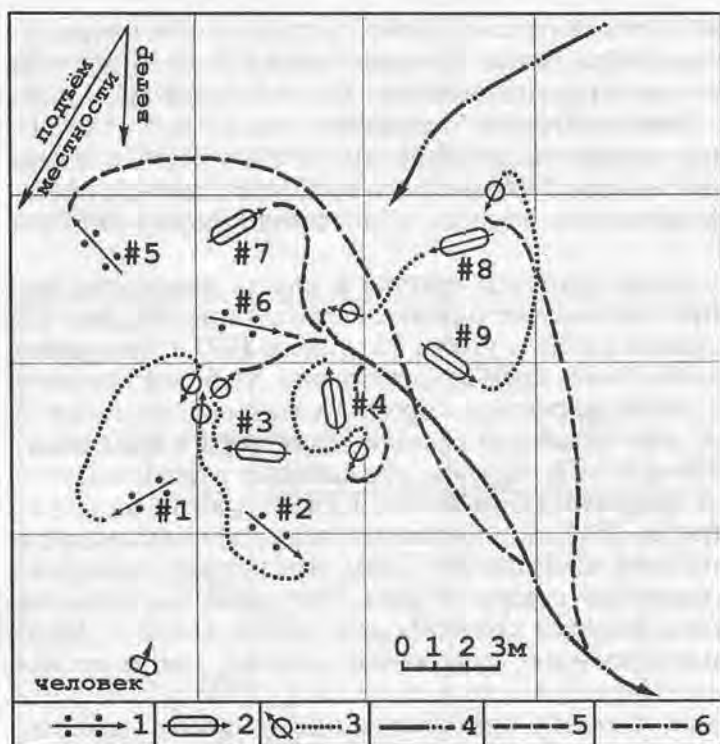 подъём
местности
ветер
#5
#7
#8
#6
#9
#4
#3
#1
#2
0 1 2 3м
человек
1 2 3 4 5 6